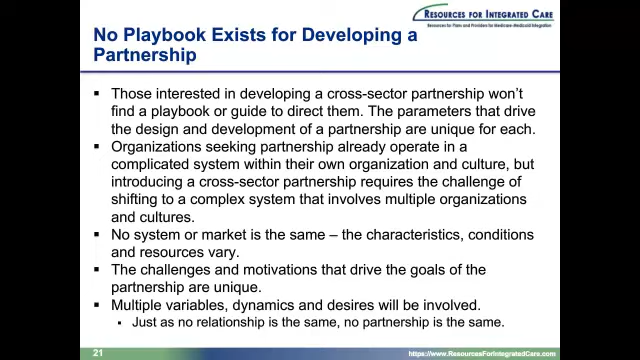 RESOURCES FOR INTEGRATED CARE
Resources for Plans and Providers for Medicare-Medicaid Integration
No Playbook Exists for Developing a
Partnership
▪ Those interested in developing a cross-sector partnership won't
find a playbook or guide to direct them. The parameters that drive
the design and development of a partnership are unique for each.
▪ Organizations seeking partnership already operate in a
complicated system within their own organization and culture, but
introducing a cross-sector partnership requires the challenge of
shifting to a complex system that involves multiple organizations
and cultures.
▪ No system or market is the same – the characteristics, conditions
and resources vary.
▪ The challenges and motivations that drive the goals of the
partnership are unique.
▪ Multiple variables, dynamics and desires will be involved.
▪ Just as no relationship is the same, no partnership is the same.
21
https://www.ResourcesForIntegratedCare.com